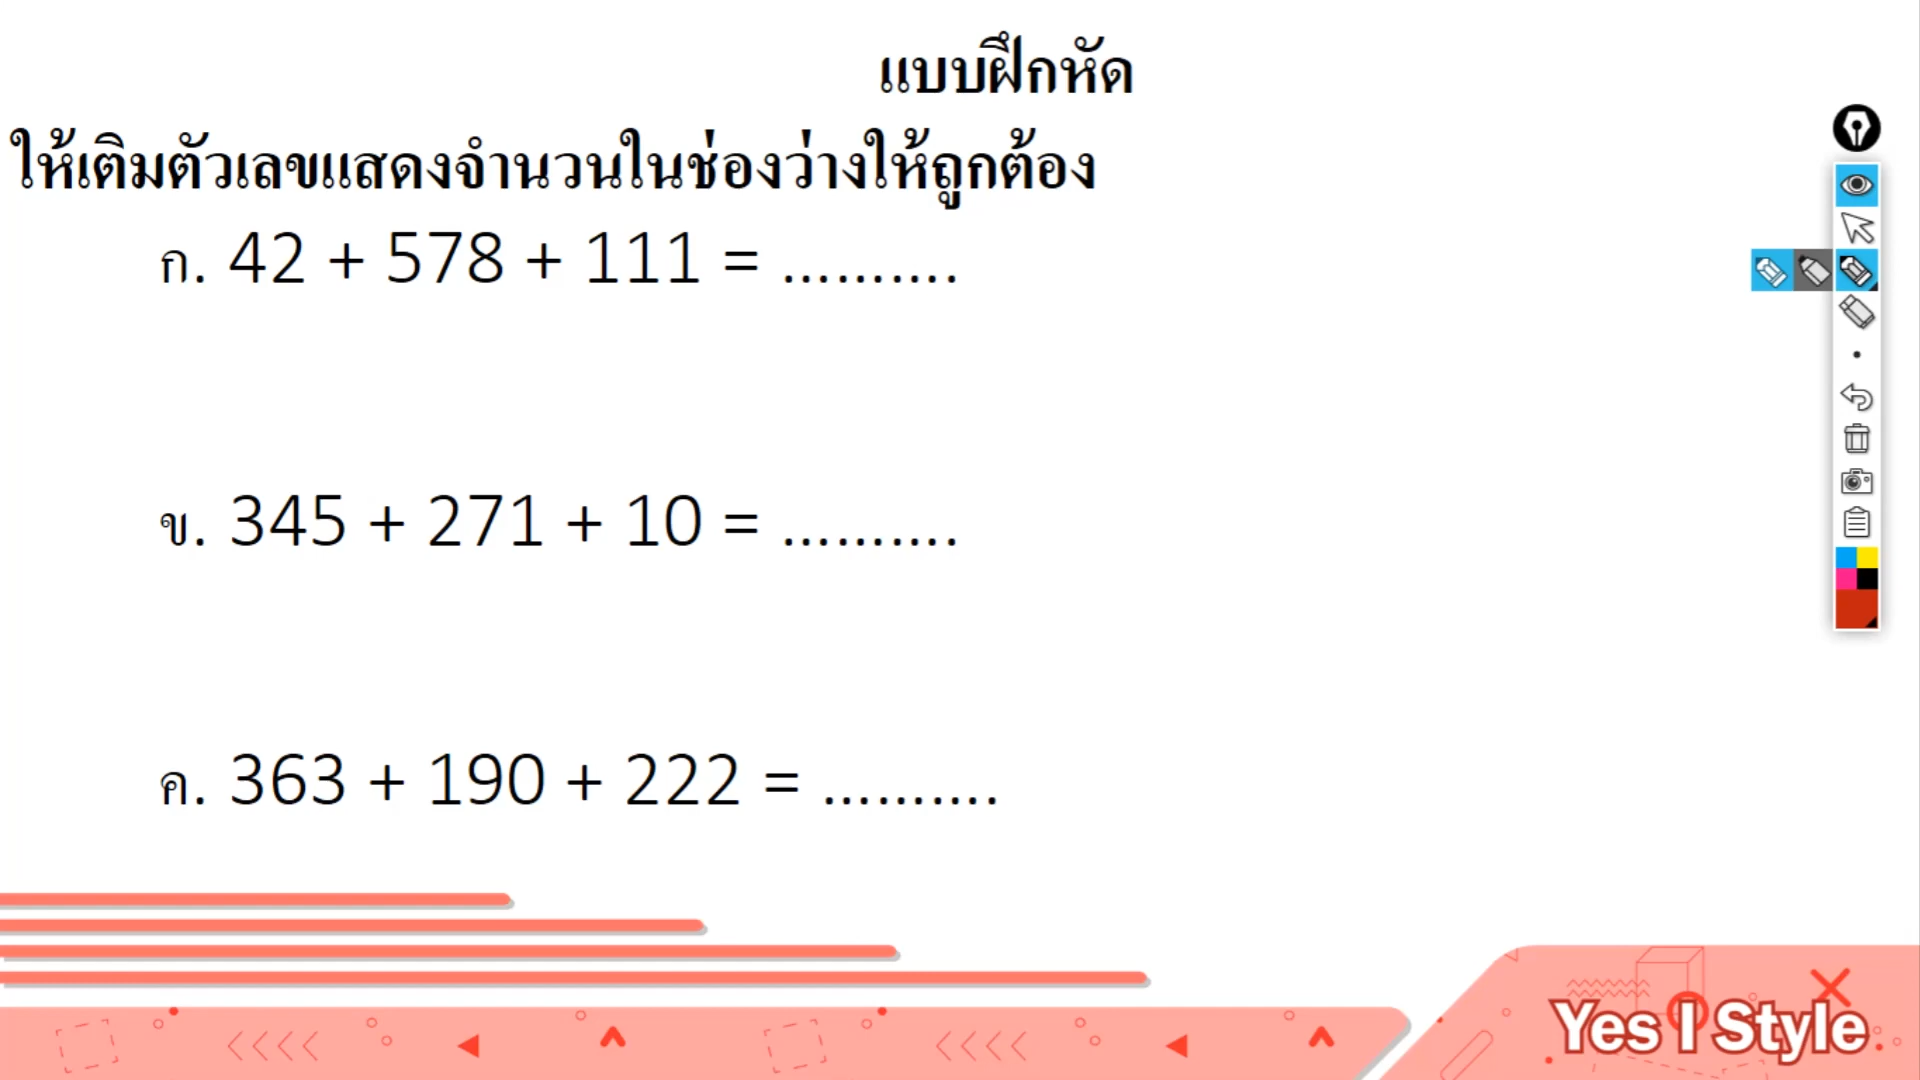 แบบฝึกหัด
ให้เติมตัวเลขแสดงจำนวนในช่องว่างให้ถูกต้อง
ก. 42 + 578 + 111 = ..........
ข. 345 + 271 + 10 = ..........
ค. 363 + 190 + 222 = ..........
Yes I Style